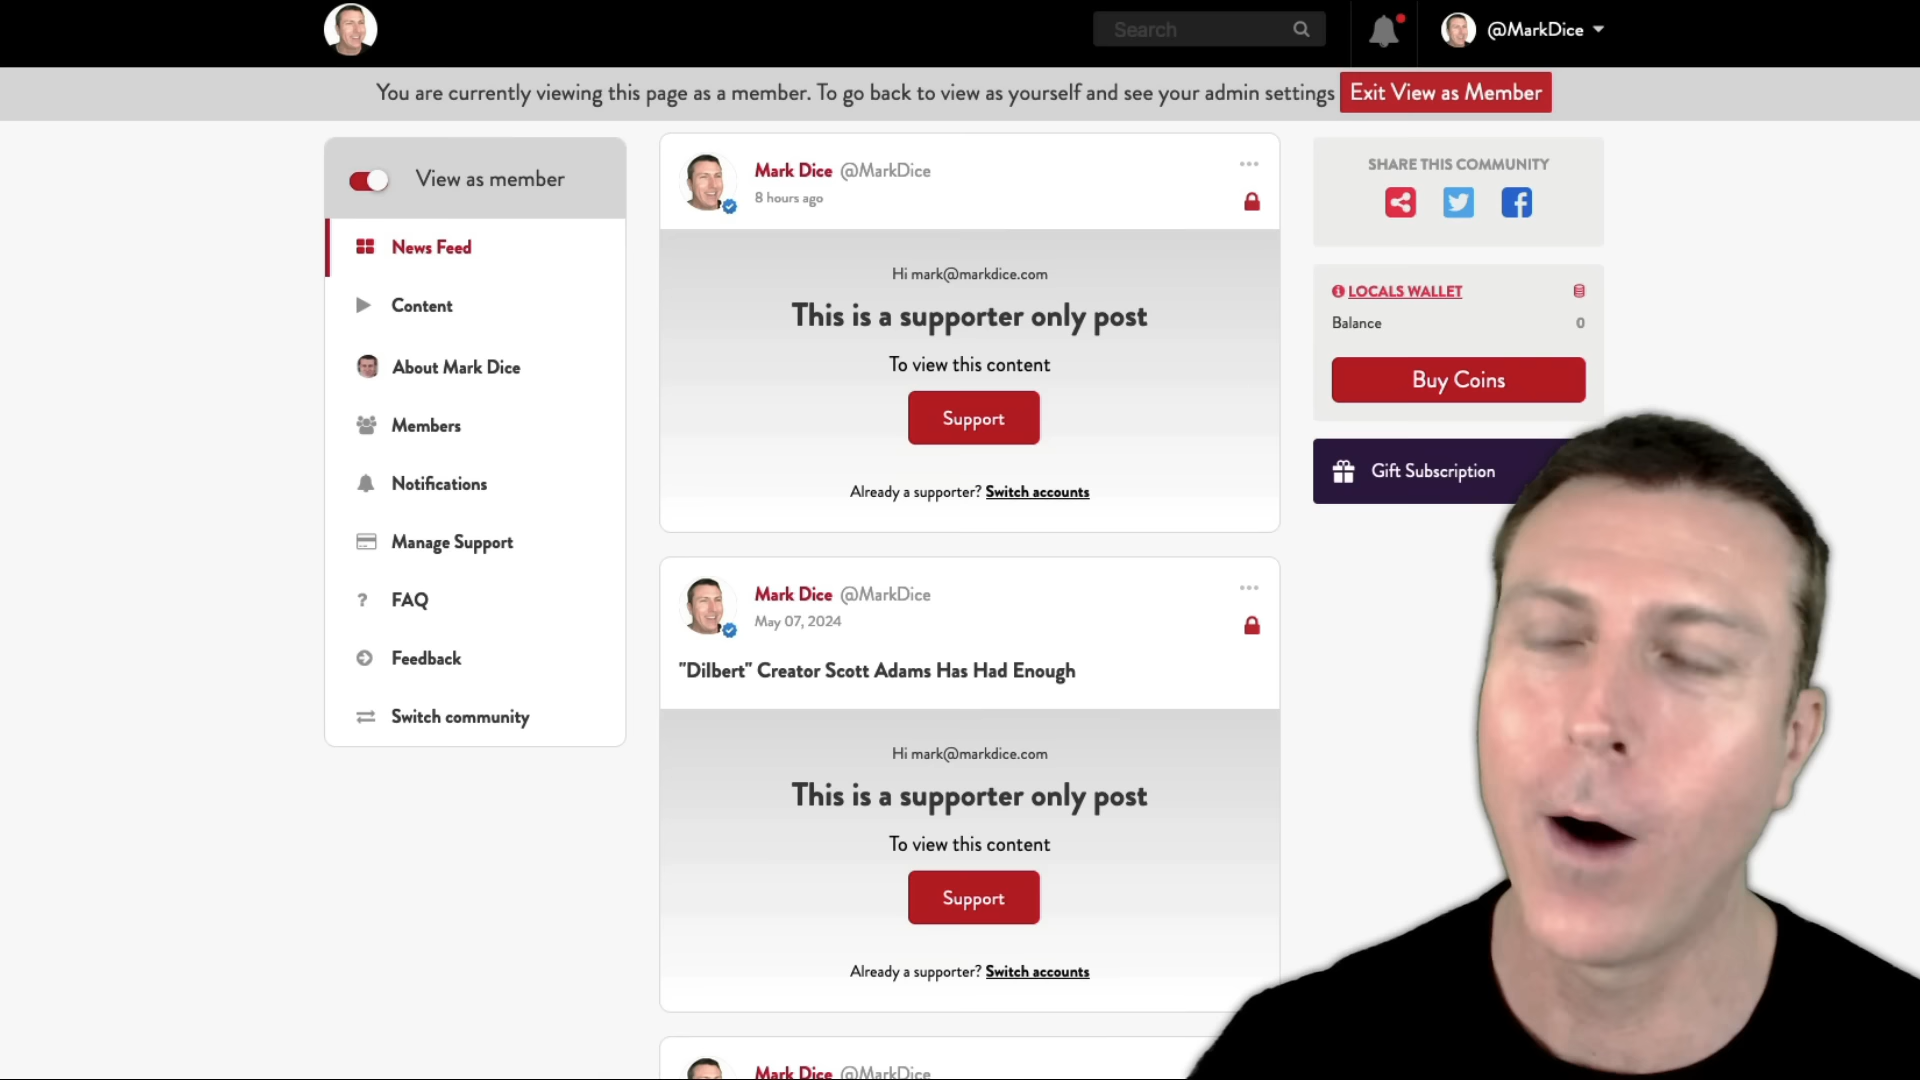 Search
@MarkDice
You are currently viewing this page as a member. To go back to view as yourself and see your admin settings
Exit View as Member
View as member
News Feed
Content
About Mark Dice
Members
Notifications
Manage Support
FAQ
Feedback
Switch community
Mark Dice @MarkDice
8 hours ago
Hi mark@markdice.com
This is a supporter only post
To view this content
Support
Already a supporter? Switch accounts
Mark Dice @MarkDice
May 07, 2024
"Dilbert" Creator Scott Adams Has Had Enough
Hi mark@markdice.com
This is a supporter only post
To view this content
Support
Already a supporter? Switch accounts
Mark Dice @MarkDice
SHARE THIS COMMUNITY
LOCALS WALLET
Balance 0
Buy Coins
Gift Subscription